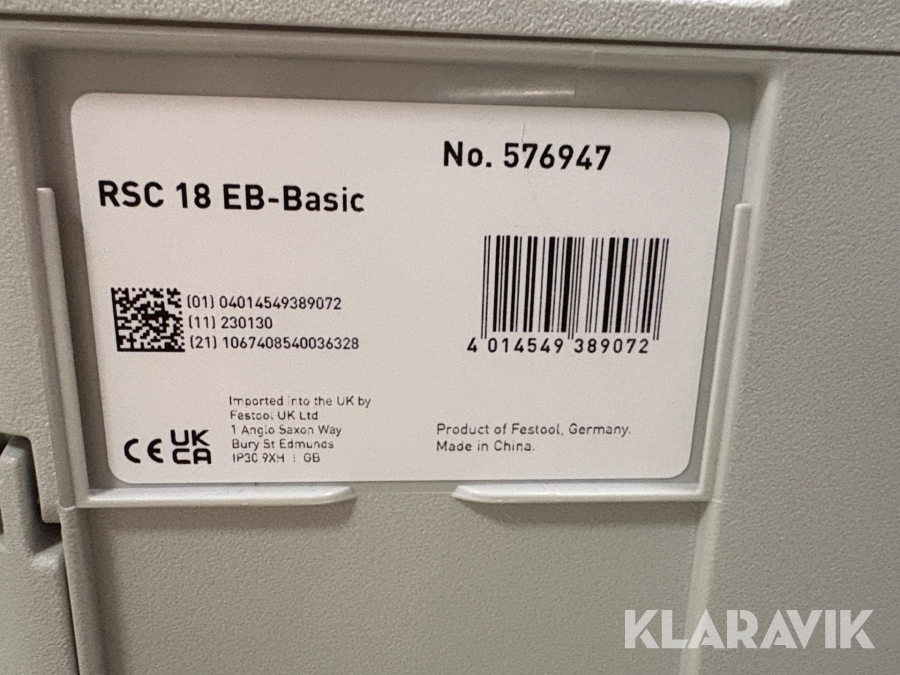 No. 576947
RSC 18 EB-Basic
(01) 04014549389072
(11) 230130
(21) 1067408540036328
4 014549 389072
Imported into the UK by
Festool UK Ltd
1 Anglo Saxon Way
Bury St Edmunds
IP30 9XH | GB
CE UK
CA
Product of Festool, Germany.
Made in China.
KLARAVIK